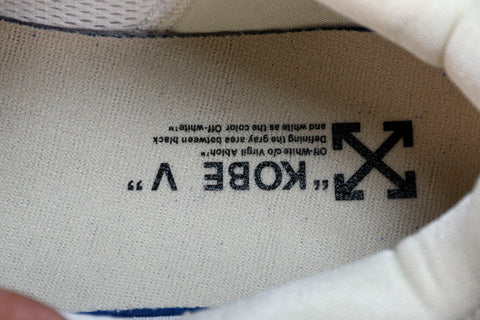 “KOBE V”
Off-White c/o Virgil Abloh™
Defining the gray area between black
and white as the color Off-white™